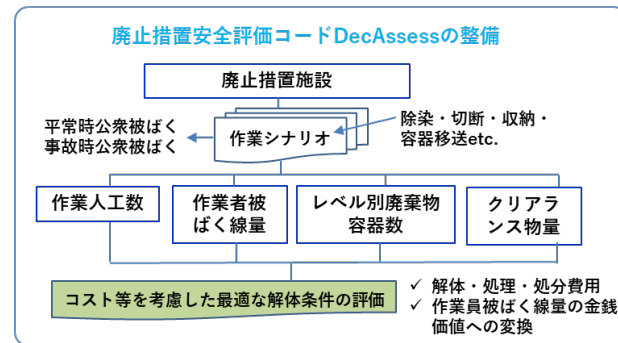 廃止措置安全評価コードDecAssessの整備
廃止措置施設
平常時公衆被ばく
事故時公衆被ばく
作業シナリオ
除染・切断・収納・
容器移送etc.
作業人工数
作業者被
ばく線量
レベル別廃棄物
容器数
クリアラ
ンス物量
コスト等を考慮した最適な解体条件の評価
✓ 解体・処理・処分費用
✓ 作業員被ばく線量の金銭
価値への変換